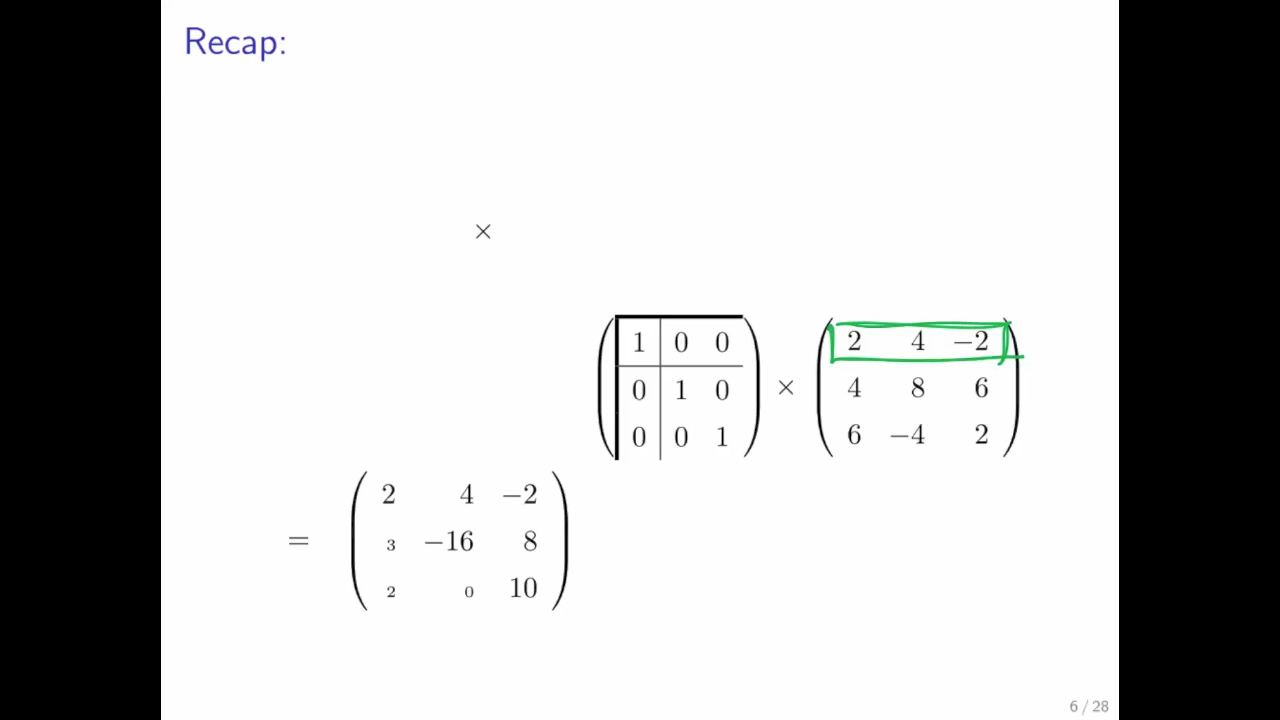 Recap:
×
1 0 0
0 1 0
0 0 1
×
2 4 −2
4 8 6
6 −4 2
=
2 4 −2
3 −16 8
2 0 10
6 / 28